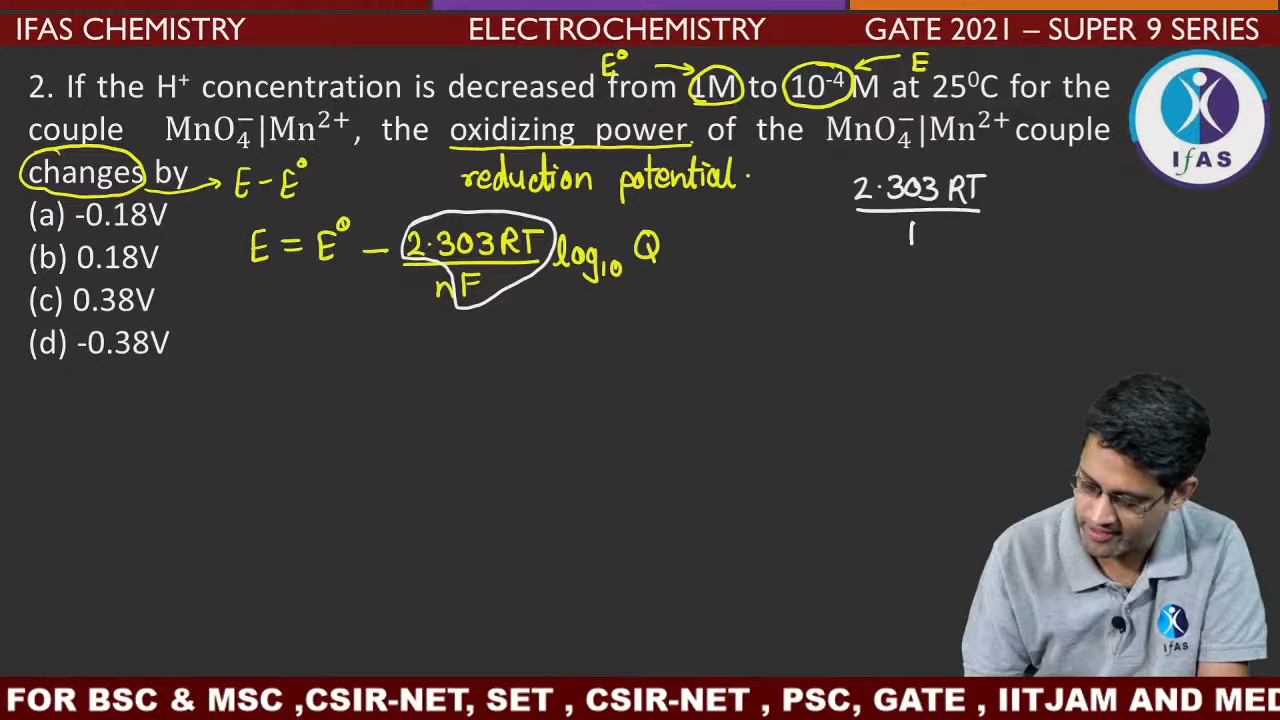 IFAS CHEMISTRY ELECTROCHEMISTRY GATE 2021 – SUPER 9 SERIES
E° E
2. If the H⁺ concentration is decreased from 1M to 10⁻⁴M at 25⁰C for the
couple MnO₄⁻|Mn²⁺, the oxidizing power of the MnO₄⁻|Mn²⁺ couple
changes by E - E° reduction potential.
IfAS
(a) -0.18V
2.303 RT
1
E = E° - 2.303RT/nF log₁₀ Q
(b) 0.18V
(c) 0.38V
(d) -0.38V
IfAS
FOR BSC & MSC ,CSIR-NET, SET , CSIR-NET , PSC, GATE , IITJAM AND MED